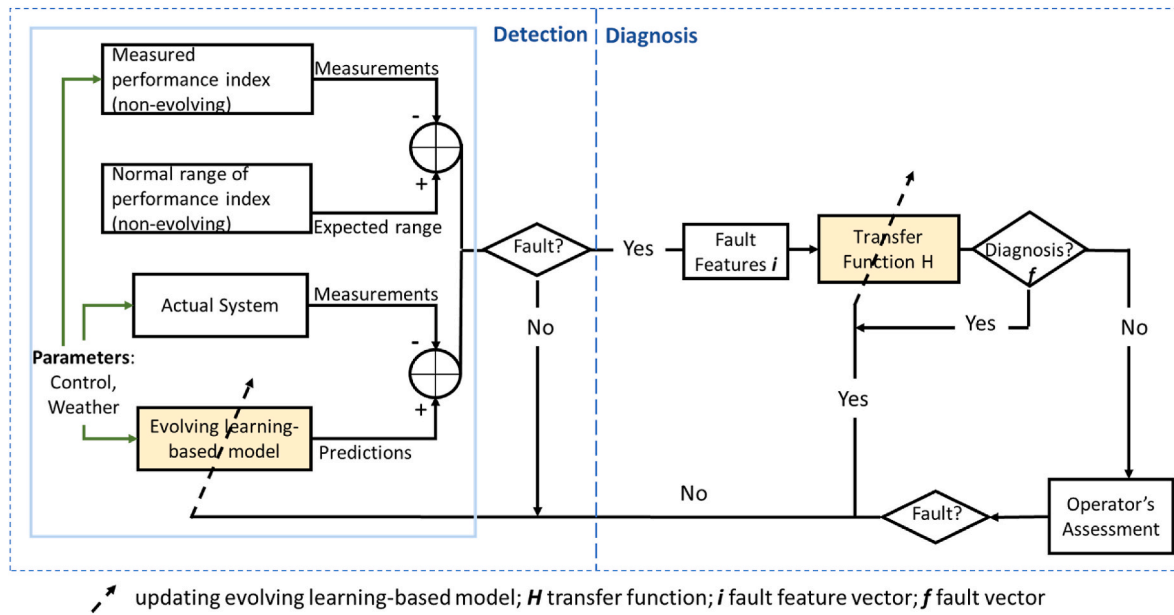 Detection
Diagnosis
Measured
performance index
(non-evolving)
Measurements
-
+
Normal range of
performance index
(non-evolving)
Expected range
Fault?
Yes
Fault
Features i
Transfer
Function H
Diagnosis?
f
Actual System
Measurements
-
+
No
Yes
No
Parameters:
Control,
Weather
Yes
Evolving learning-
based model
Predictions
No
Fault?
Operator's
Assessment
updating evolving learning-based model; H transfer function; i fault feature vector; f fault vector